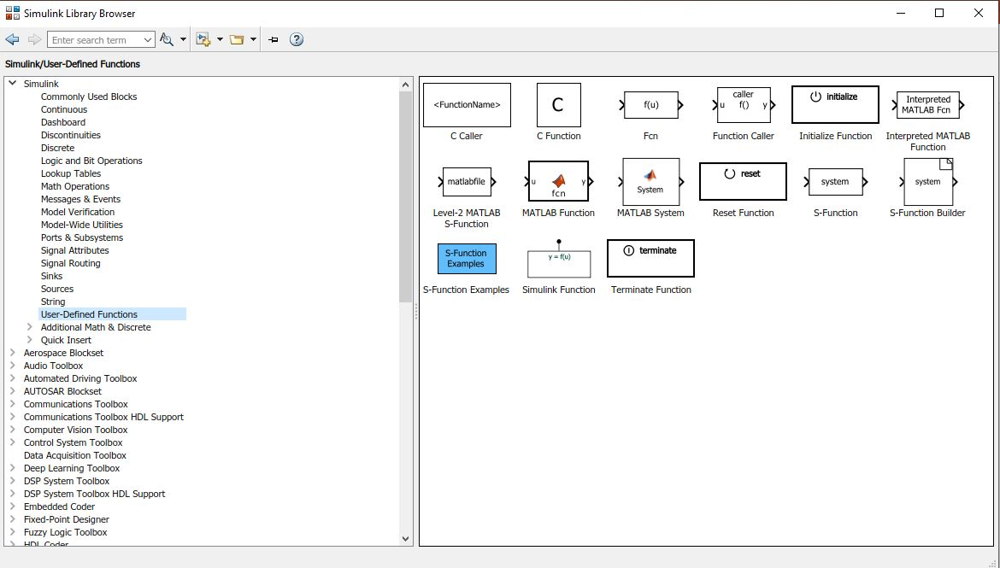 Simulink Library Browser
Enter search term
Simulink/User-Defined Functions
Simulink
Commonly Used Blocks
Continuous
Dashboard
Discontinuities
Discrete
Logic and Bit Operations
Lookup Tables
Math Operations
Messages & Events
Model Verification
Model-Wide Utilities
Ports & Subsystems
Signal Attributes
Signal Routing
Sinks
Sources
String
User-Defined Functions
Additional Math & Discrete
Quick Insert
Aerospace Blockset
Audio Toolbox
Automated Driving Toolbox
AUTOSAR Blockset
Communications Toolbox
Communications Toolbox HDL Support
Computer Vision Toolbox
Control System Toolbox
Data Acquisition Toolbox
Deep Learning Toolbox
DSP System Toolbox
DSP System Toolbox HDL Support
Embedded Coder
Fixed-Point Designer
Fuzzy Logic Toolbox
HDL Coder
<FunctionName>
C Caller
C
C Function
f(u)
Fcn
caller
u f() y
Function Caller
initialize
Initialize Function
Interpreted
MATLAB Fcn
Interpreted MATLAB
Function
matlabfile
Level-2 MATLAB
S-Function
u y
fcn
MATLAB Function
System
MATLAB System
reset
Reset Function
system
S-Function
system
S-Function Builder
S-Function
Examples
S-Function Examples
y = f(u)
Simulink Function
terminate
Terminate Function